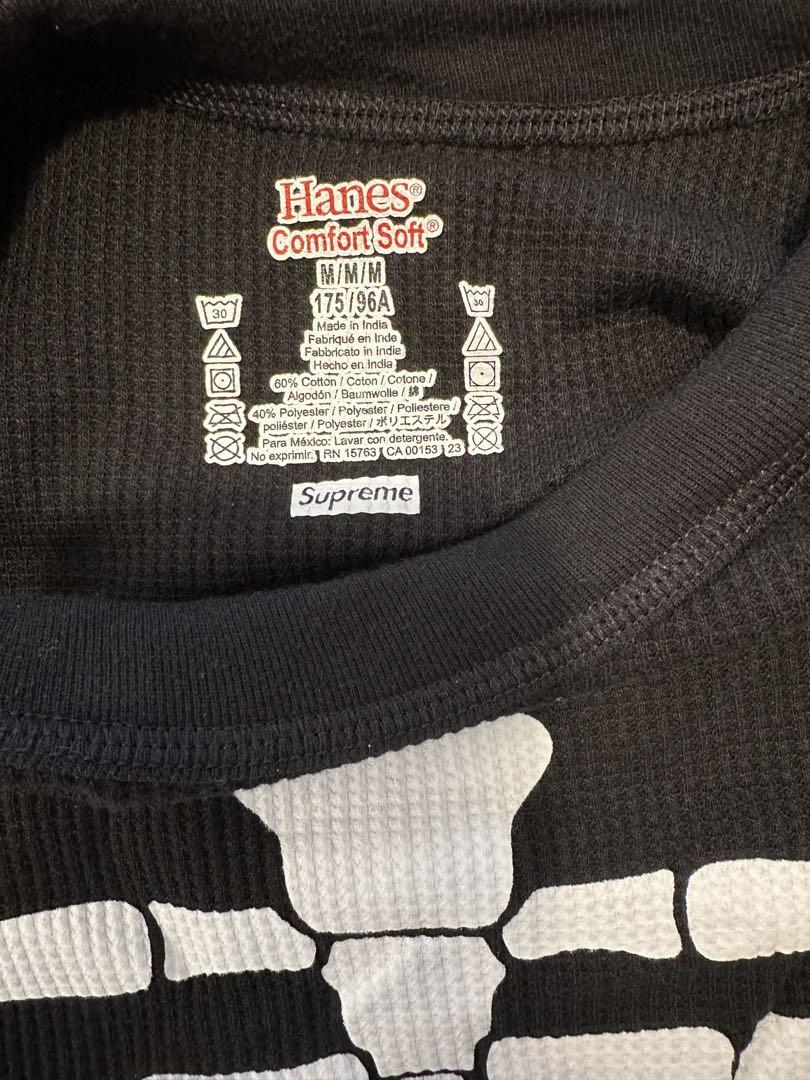 Hanes®
Comfort Soft®
M/M/M
175/96A
30
30
Made in India
Fabriqué en Inde
Fabbricato in Indie
Hecho en India
60% Cotton / Coton / Cotone /
Algodón / Baumwolle / 綿
40% Polyester / Polyester / Poliestere /
poliéster / Polyester / ポリエステル
Para México: Lavar con detergente.
No exprimir. RN 15763 CA 00153 23
Supreme